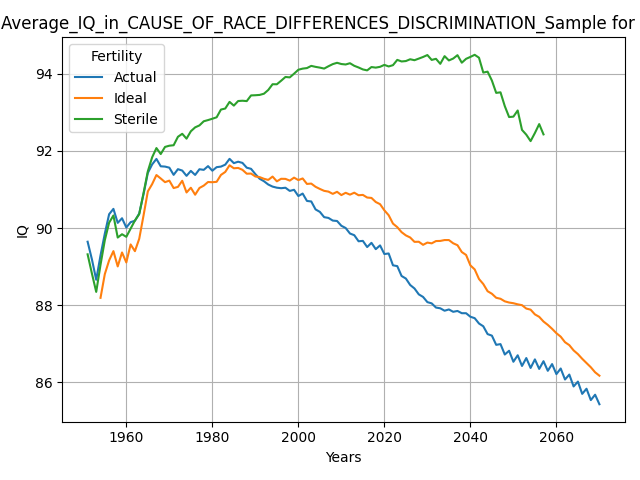 Average_IQ_in_CAUSE_OF_RACE_DIFFERENCES_DISCRIMINATION_Sample for
Fertility
Actual
Ideal
Sterile
94
92
90
88
86
IQ
1960
1980
2000
2020
2040
2060
Years